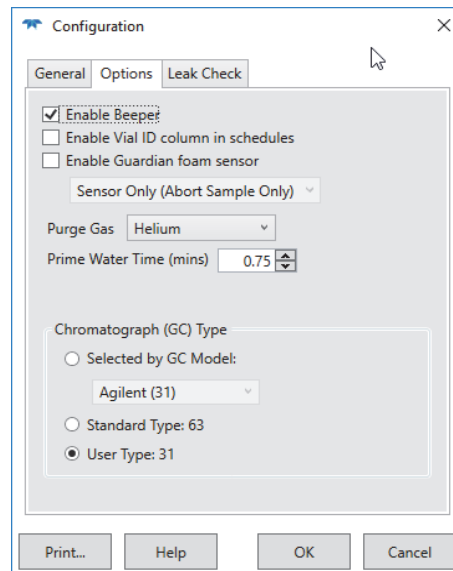 Configuration
General Options Leak Check
Enable Beeper
Enable Vial ID column in schedules
Enable Guardian foam sensor
Sensor Only (Abort Sample Only)
Purge Gas Helium
Prime Water Time (mins) 0.75
Chromatograph (GC) Type
Selected by GC Model:
Agilent (31)
Standard Type: 63
User Type: 31
Print... Help OK Cancel